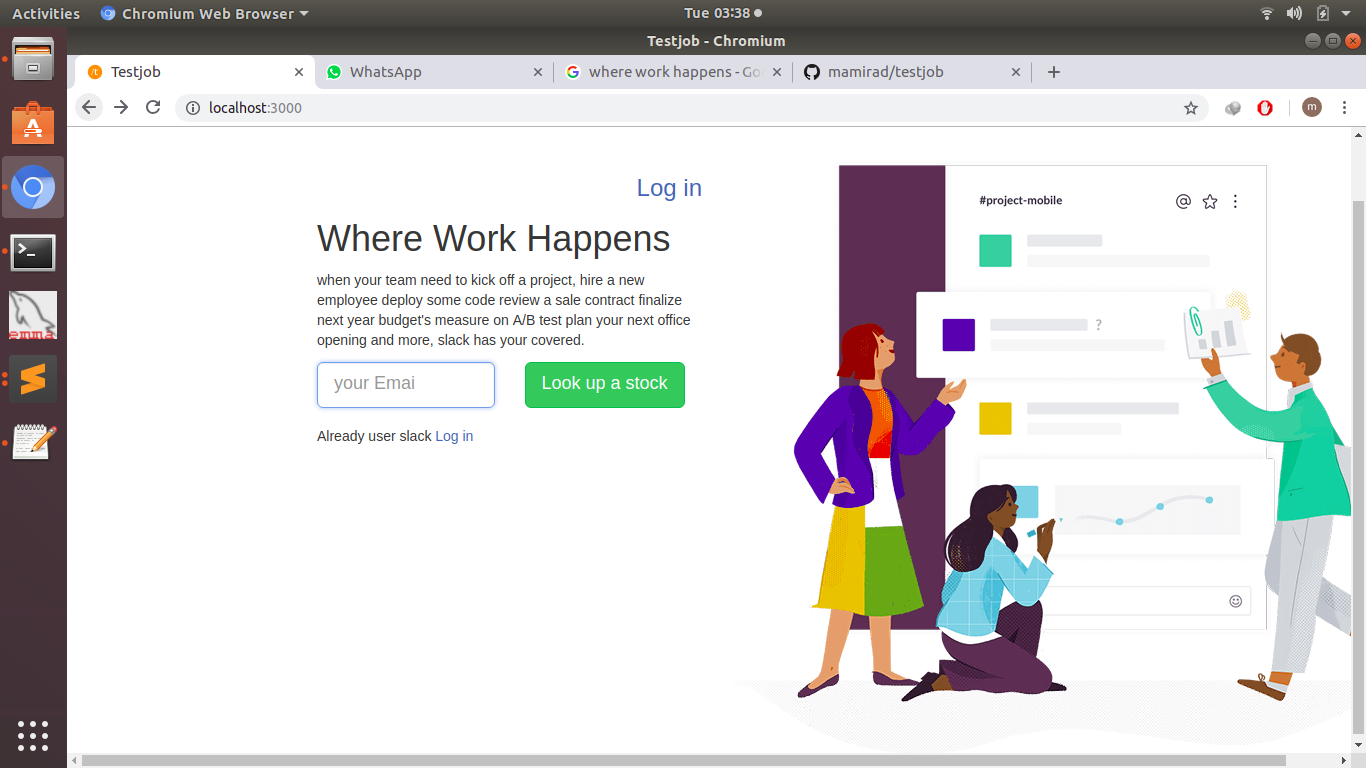 Activities
Chromium Web Browser
Tue 03:38
Testjob - Chromium
Testjob
WhatsApp
where work happens - Go
mamirad/testjob
localhost:3000
m
Log in
Where Work Happens
when your team need to kick off a project, hire a new
employee deploy some code review a sale contract finalize
next year budget's measure on A/B test plan your next office
opening and more, slack has your covered.
your Emai
Look up a stock
Already user slack Log in
#project-mobile
?
emma